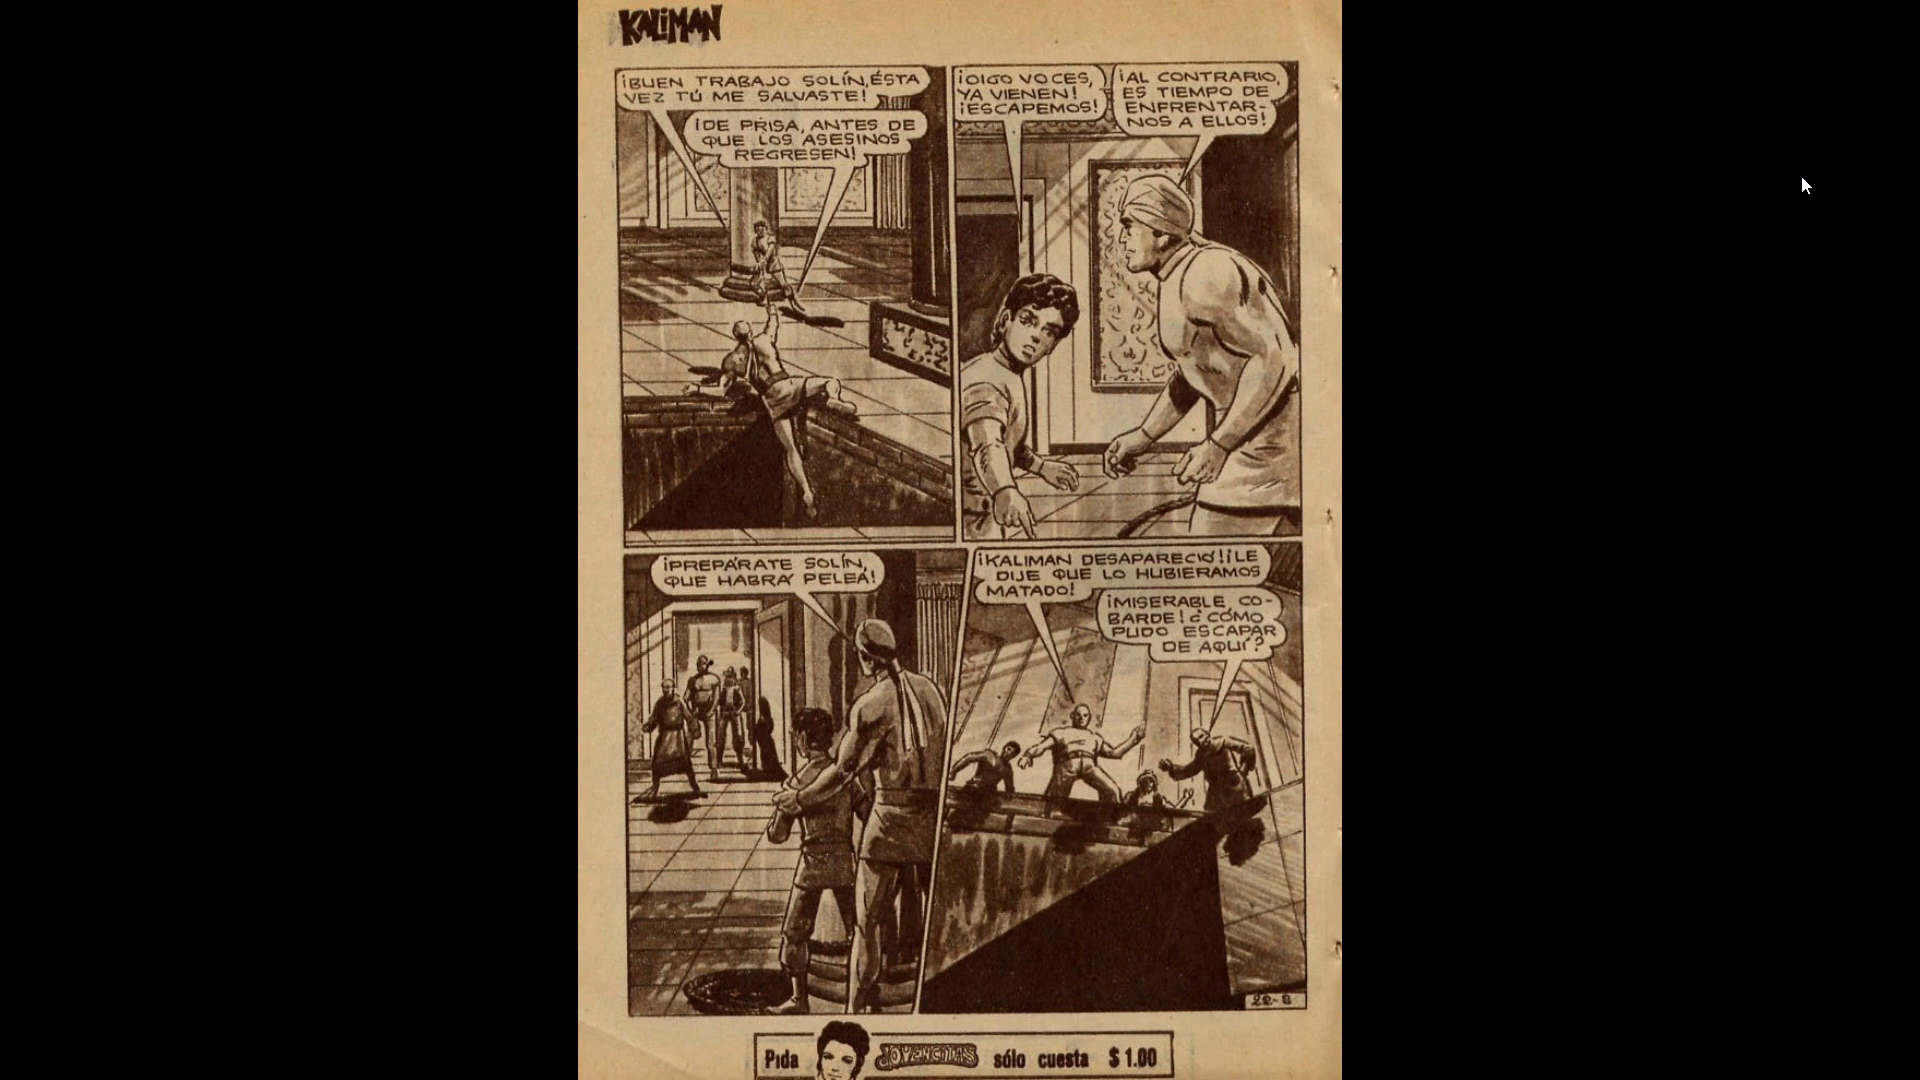 KALIMAN
¡BUEN TRABAJO SOLÍN, ÉSTA
VEZ TÚ ME SALVASTE!
¡DE PRISA, ANTES DE
QUE LOS ASESINOS
REGRESEN!
¡OIGO VOCES,
YA VIENEN!
¡ESCAPEMOS!
¡AL CONTRARIO,
ES TIEMPO DE
ENFRENTAR-
NOS A ELLOS!
¡PREPÁRATE SOLÍN,
QUE HABRÁ PELEA!
¡KALIMAN DESAPARECIÓ! ¡LE
DIJE QUE LO HUBIERAMOS
MATADO!
¡MISERABLE, CO-
BARDE! ¿CÓMO
PUDO ESCAPAR
DE AQUÍ?
22-8
Pida JOVENCITAS sólo cuesta $1.00